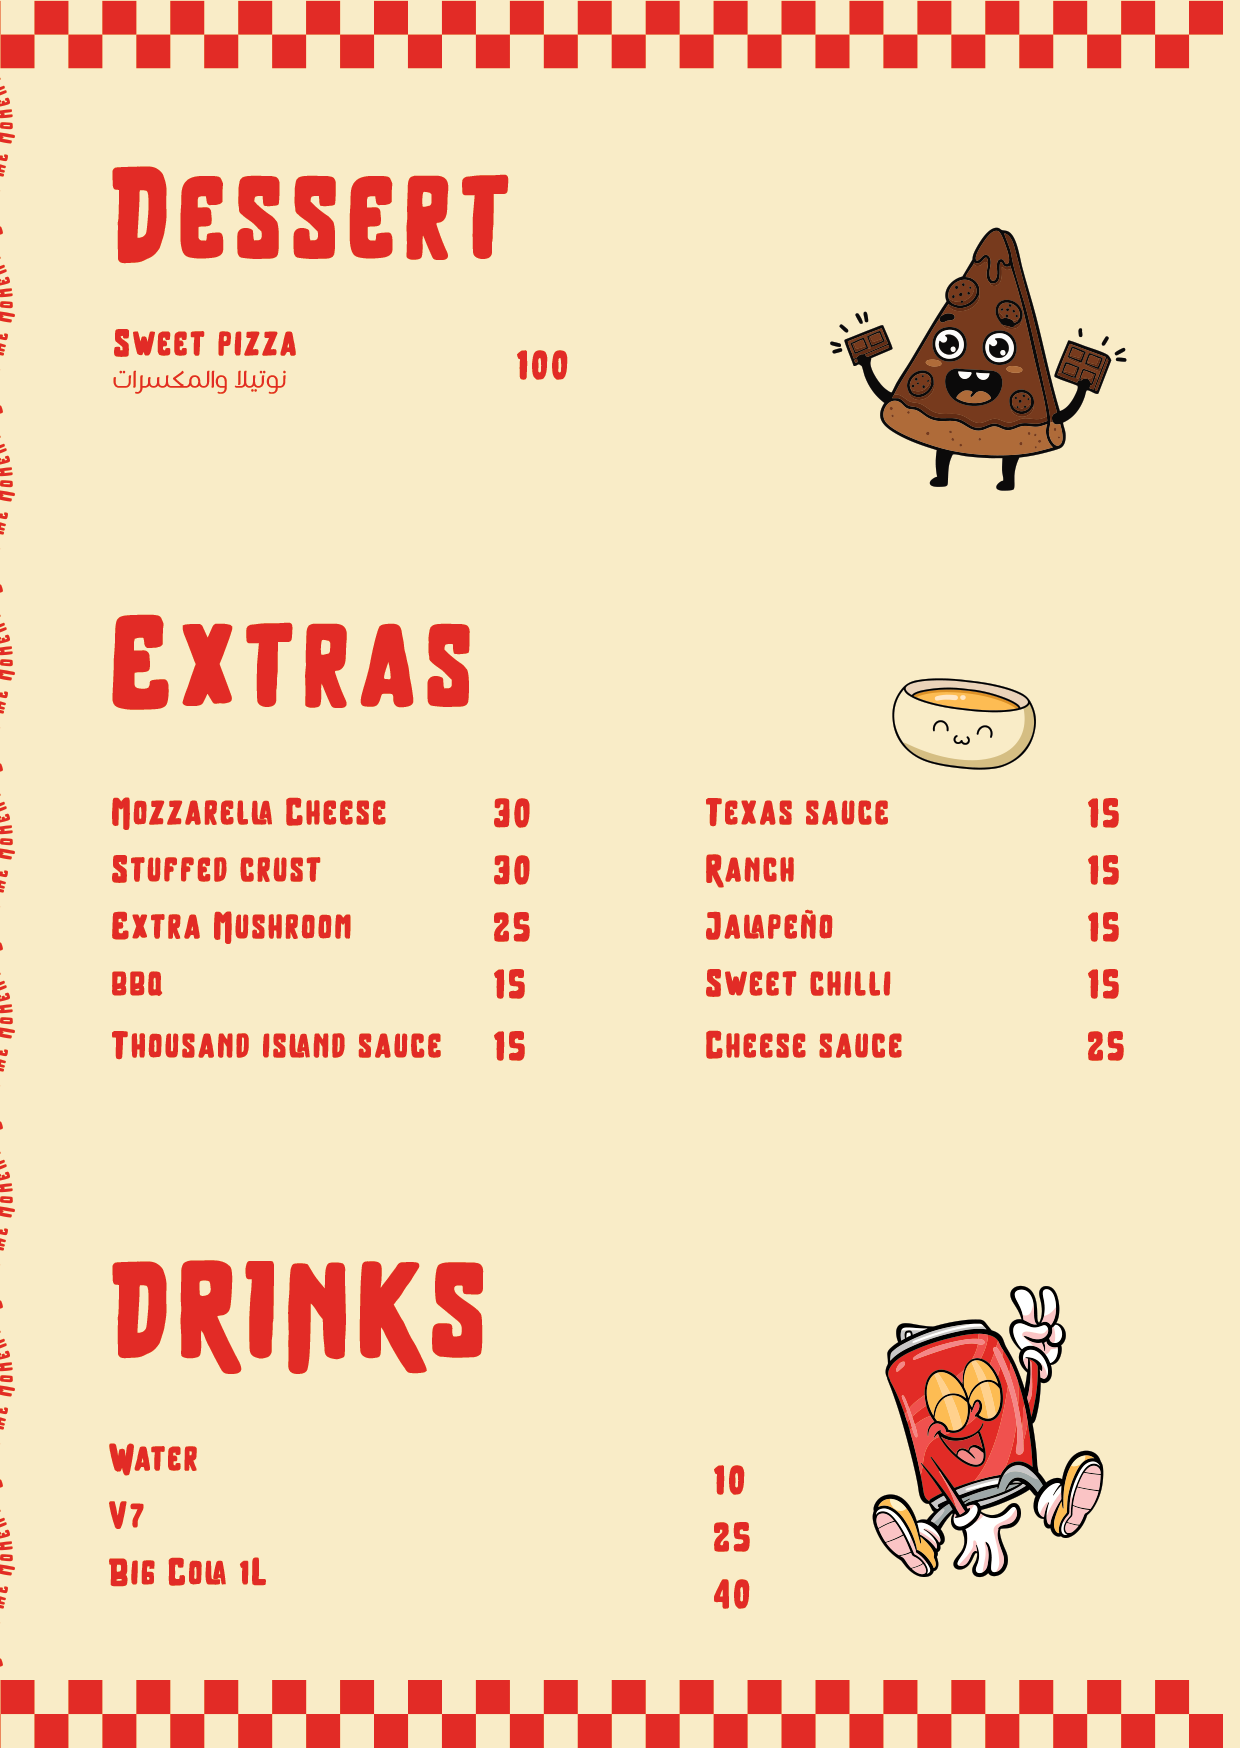 Dessert
Sweet pizza
نوتيلا والمكسرات
100
Extras
Mozzarella Cheese 30
Stuffed crust 30
Extra Mushroom 25
BBQ 15
Thousand island sauce 15
Texas sauce 15
Ranch 15
Jalapeño 15
Sweet chilli 15
Cheese sauce 25
DRINKS
Water 10
V7 25
Big Cola 1L 40